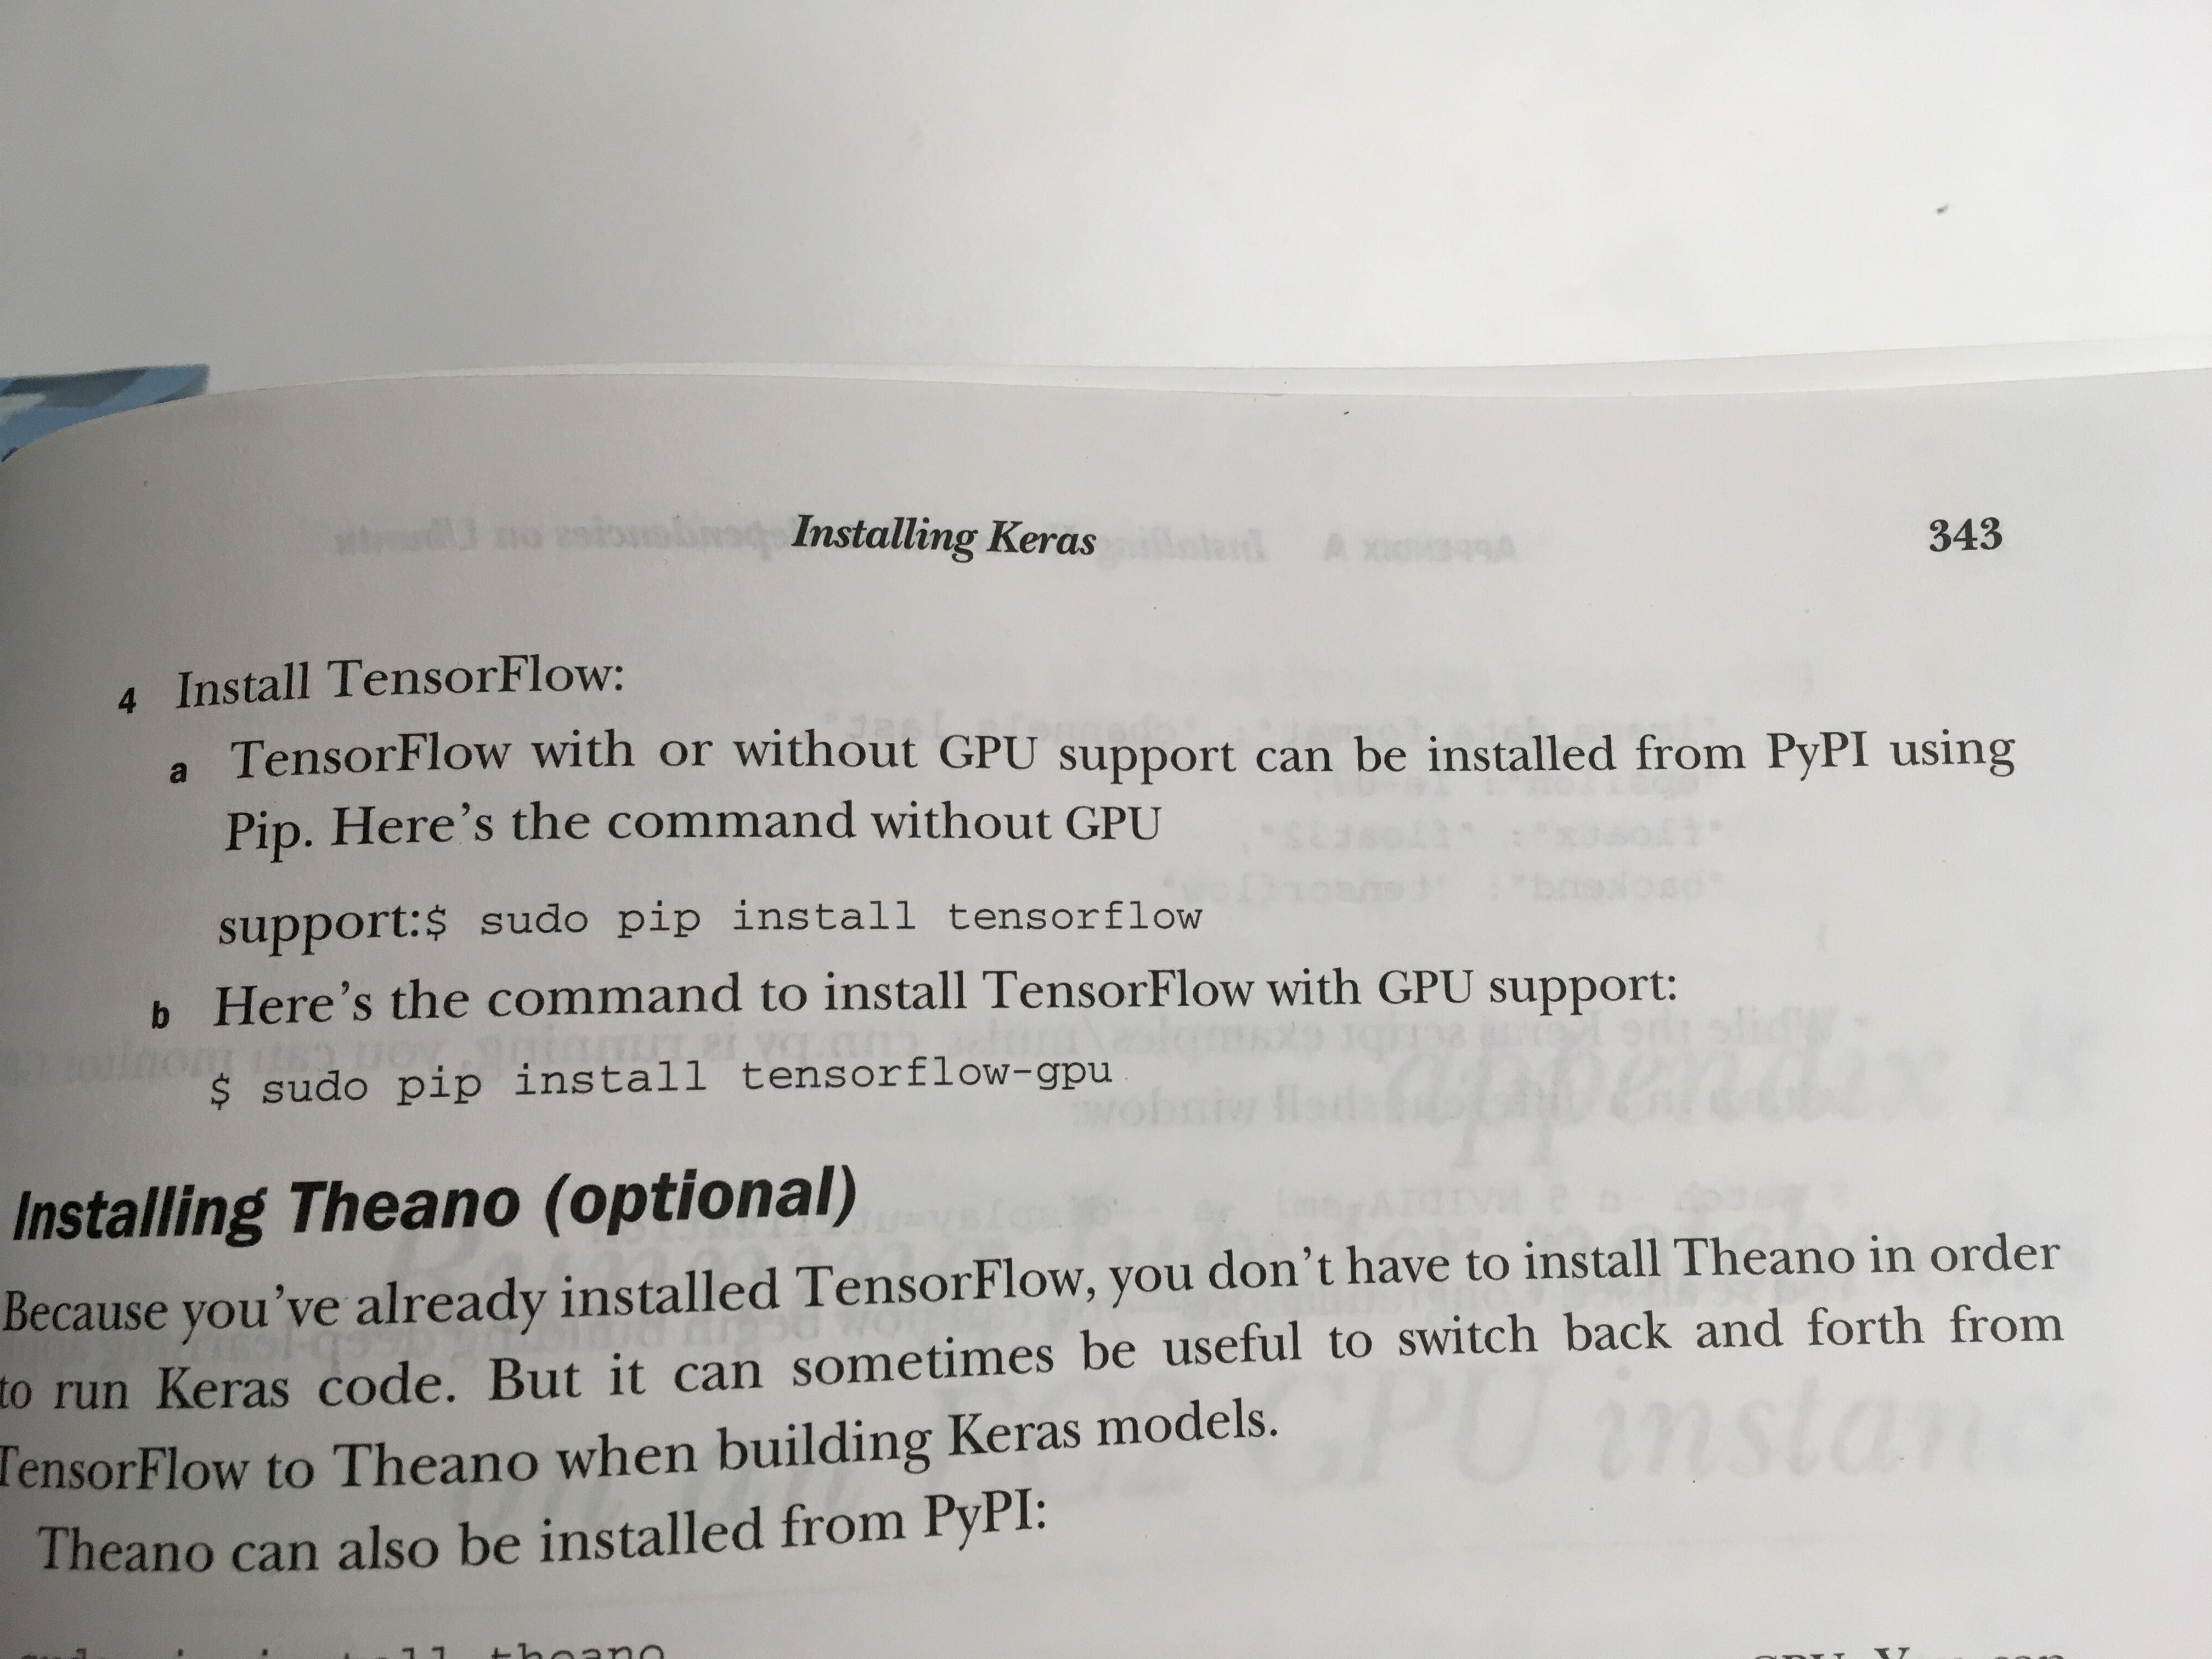 Installing Keras 343
4 Install TensorFlow:
a TensorFlow with or without GPU support can be installed from PyPI using
Pip. Here's the command without GPU
support:$ sudo pip install tensorflow
b Here's the command to install TensorFlow with GPU support:
$ sudo pip install tensorflow-gpu
Installing Theano (optional)
Because you've already installed TensorFlow, you don't have to install Theano in order
to run Keras code. But it can sometimes be useful to switch back and forth from
TensorFlow to Theano when building Keras models.
Theano can also be installed from PyPI:
install theano